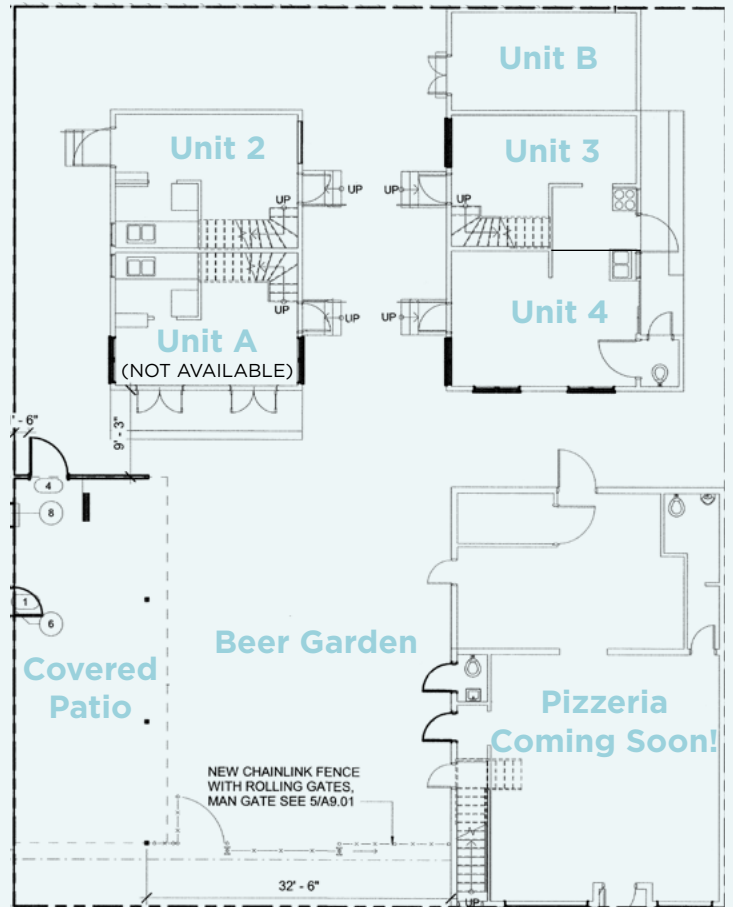 Unit B
Unit 2
Unit 3
UP
UP
UP
UP
UP
UP
UP
UP
Unit A
(NOT AVAILABLE)
Unit 4
' - 6"
9' - 3"
4
8
1
6
Covered
Patio
Beer Garden
Pizzeria
Coming Soon!
NEW CHAINLINK FENCE
WITH ROLLING GATES,
MAN GATE SEE 5/A9.01
32' - 6"
UP